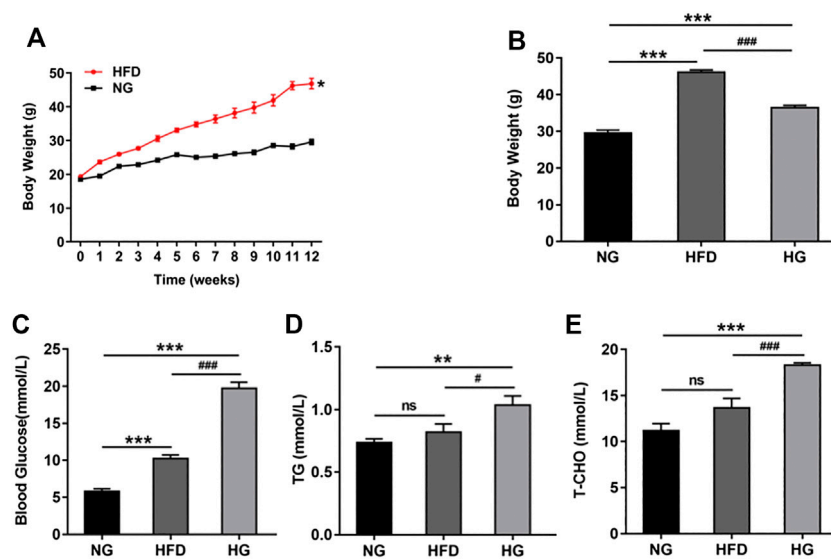 A
HFD
NG
Body Weight (g)
50
40
30
20
10
0
*
0 1 2 3 4 5 6 7 8 9 10 11 12
Time (weeks)
B
Body Weight (g)
50
40
30
20
10
0
***
***
###
NG HFD HG
C
Blood Glucose(mmol/L)
25
20
15
10
5
0
***
###
***
NG HFD HG
D
TG (mmol/L)
1.5
1.0
0.5
0.0
**
#
ns
NG HFD HG
E
T-CHO (mmol/L)
20
15
10
5
0
***
###
ns
NG HFD HG